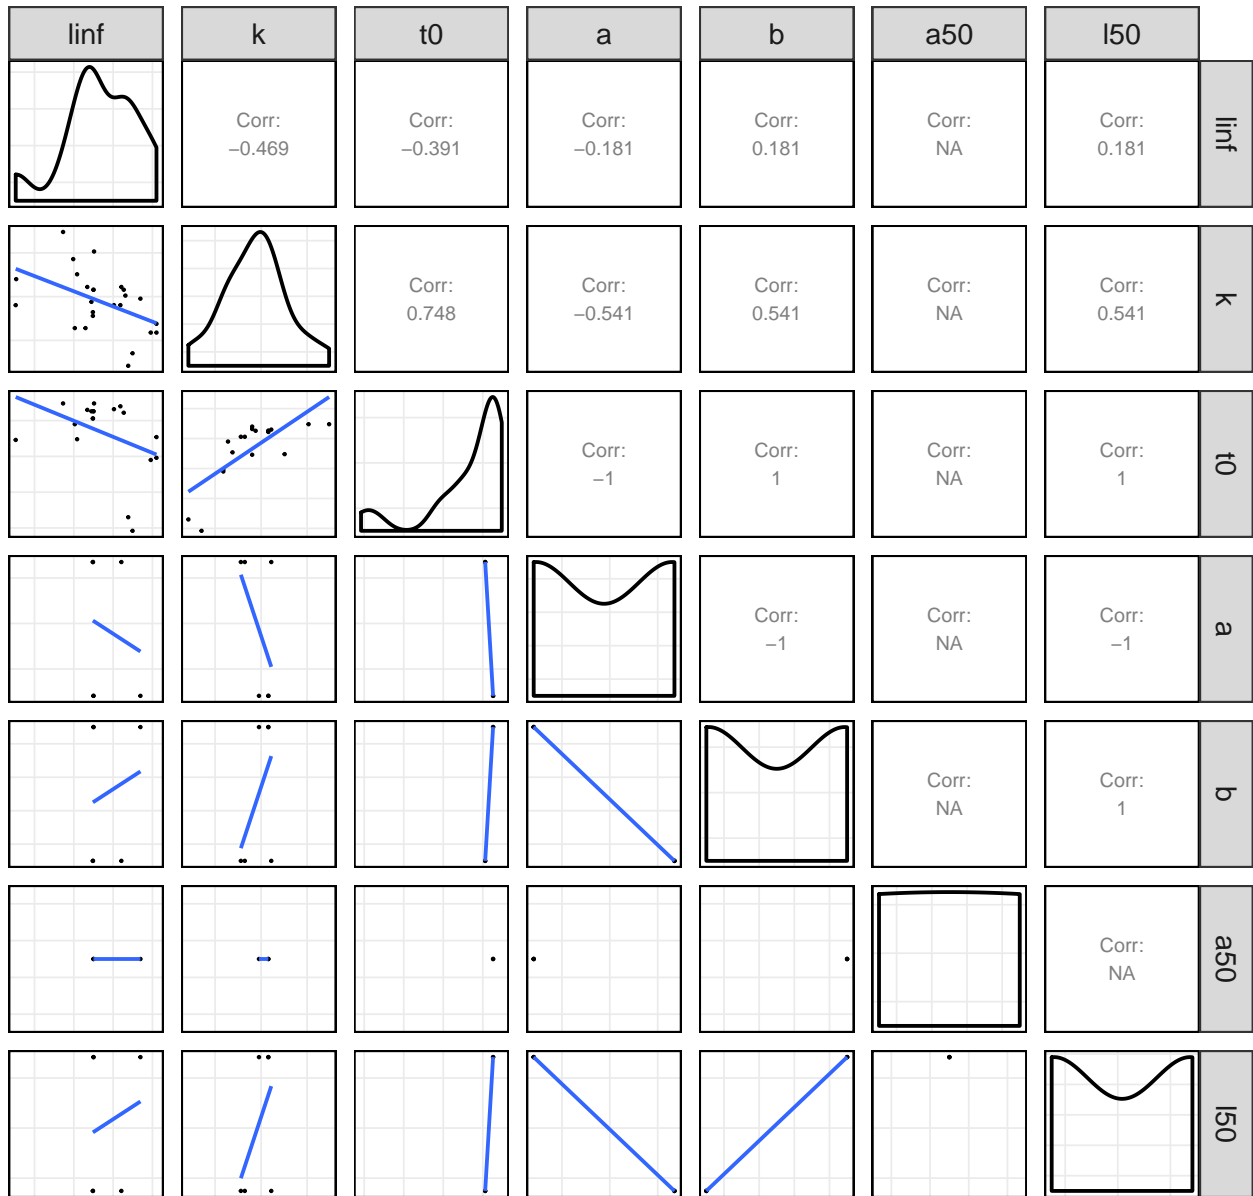 linf k t0 a b a50 l50
Corr: Corr: Corr: Corr: Corr: Corr:
−0.469 −0.391 −0.181 0.181 NA 0.181
linf
Corr: Corr: Corr: Corr: Corr:
0.748 −0.541 0.541 NA 0.541
k
Corr: Corr: Corr: Corr:
−1 1 NA 1
t0
Corr: Corr: Corr:
−1 NA −1
a
Corr: Corr:
NA 1
b
Corr:
NA
a50
l50